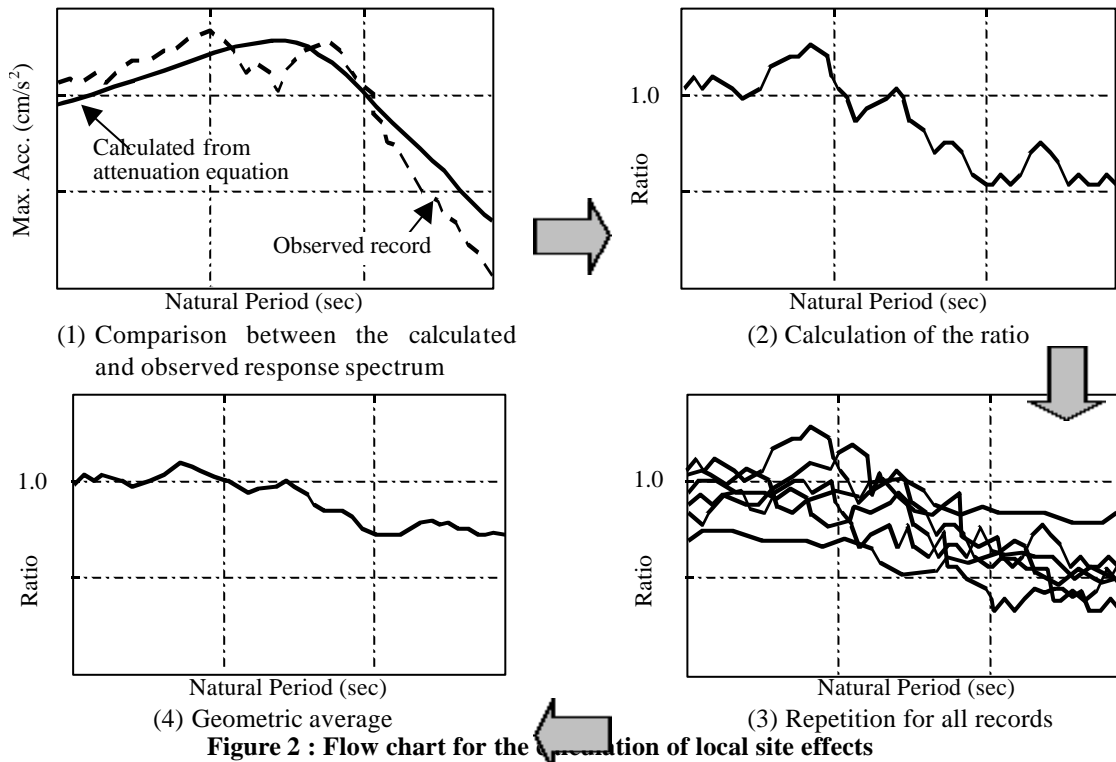 Max. Acc. (cm/s²)
Calculated from
attenuation equation
Observed record
Natural Period (sec)
(1) Comparison between the calculated
and observed response spectrum
1.0
Ratio
Natural Period (sec)
(2) Calculation of the ratio
1.0
Ratio
Natural Period (sec)
(3) Repetition for all records
1.0
Ratio
Natural Period (sec)
(4) Geometric average
Figure 2 : Flow chart for the calculation of local site effects